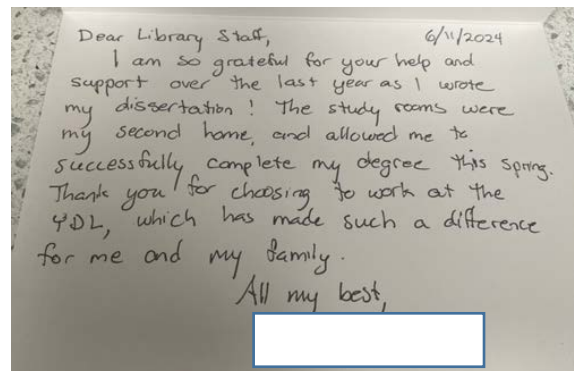 Dear Library Staff, 6/11/2024
I am so grateful for your help and
support over the last year as I wrote
my dissertation! The study rooms were
my second home, and allowed me to
successfully complete my degree this spring.
Thank you for choosing to work at the
YDL, which has made such a difference
for me and my family.
All my best,